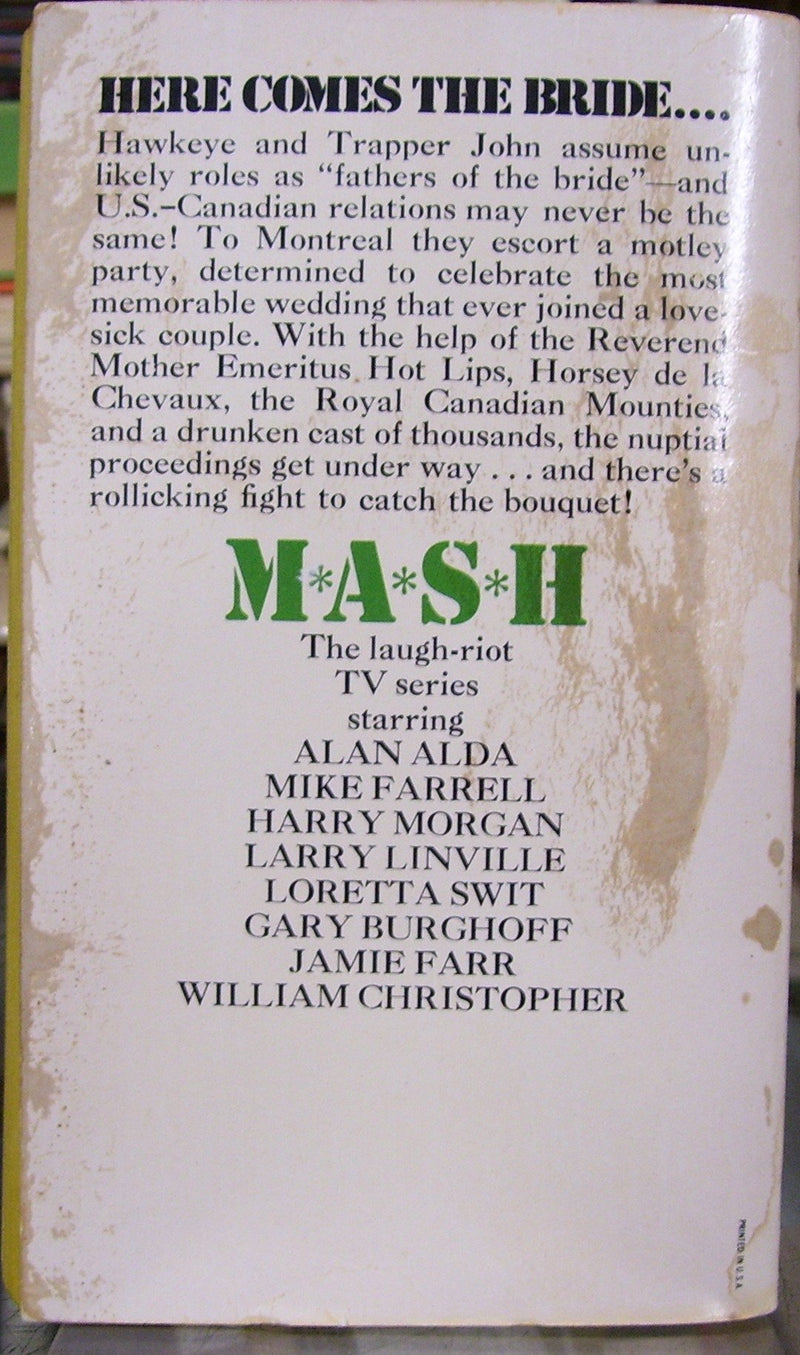 HERE COMES THE BRIDE....
Hawkeye and Trapper John assume un-
likely roles as “fathers of the bride”—and
U.S.–Canadian relations may never be the
same! To Montreal they escort a motley
party, determined to celebrate the most
memorable wedding that ever joined a love-
sick couple. With the help of the Reverend
Mother Emeritus Hot Lips, Horsey de la
Chevaux, the Royal Canadian Mounties,
and a drunken cast of thousands, the nuptial
proceedings get under way . . . and there's a
rollicking fight to catch the bouquet!
M*A*S*H
The laugh-riot
TV series
starring
ALAN ALDA
MIKE FARRELL
HARRY MORGAN
LARRY LINVILLE
LORETTA SWIT
GARY BURGHOFF
JAMIE FARR
WILLIAM CHRISTOPHER
PRINTED IN U.S.A.